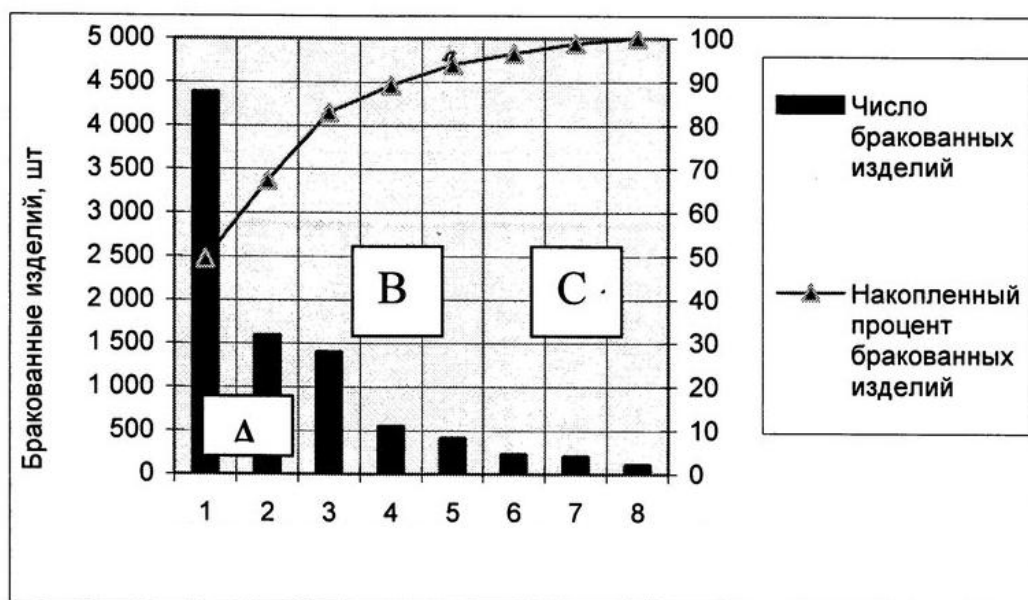 Бракованные изделий, шт
5 000
4 500
4 000
3 500
3 000
2 500
2 000
1 500
1 000
500
0
100
90
80
70
60
50
40
30
20
10
0
1 2 3 4 5 6 7 8
A
B
C
Число
бракованных
изделий
Накопленный
процент
бракованных
изделий